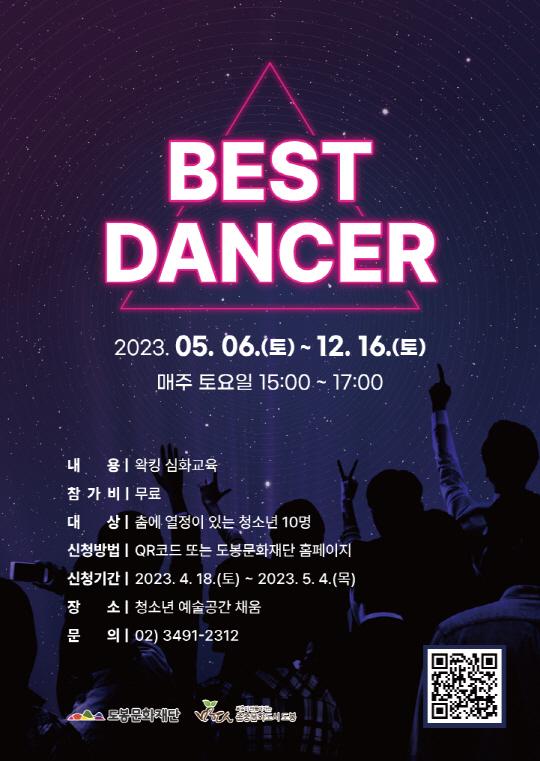 BEST
DANCER
2023. 05. 06.(토) ~ 12. 16.(토)
매주 토요일 15:00 ~ 17:00
내 용 | 왁킹 심화교육
참 가 비 | 무료
대 상 | 춤에 열정이 있는 청소년 10명
신청방법 | QR코드 또는 도봉문화재단 홈페이지
신청기간 | 2023. 4. 18.(토) ~ 2023. 5. 4.(목)
장 소 | 청소년 예술공간 채움
문 의 | 02) 3491-2312
도봉문화재단